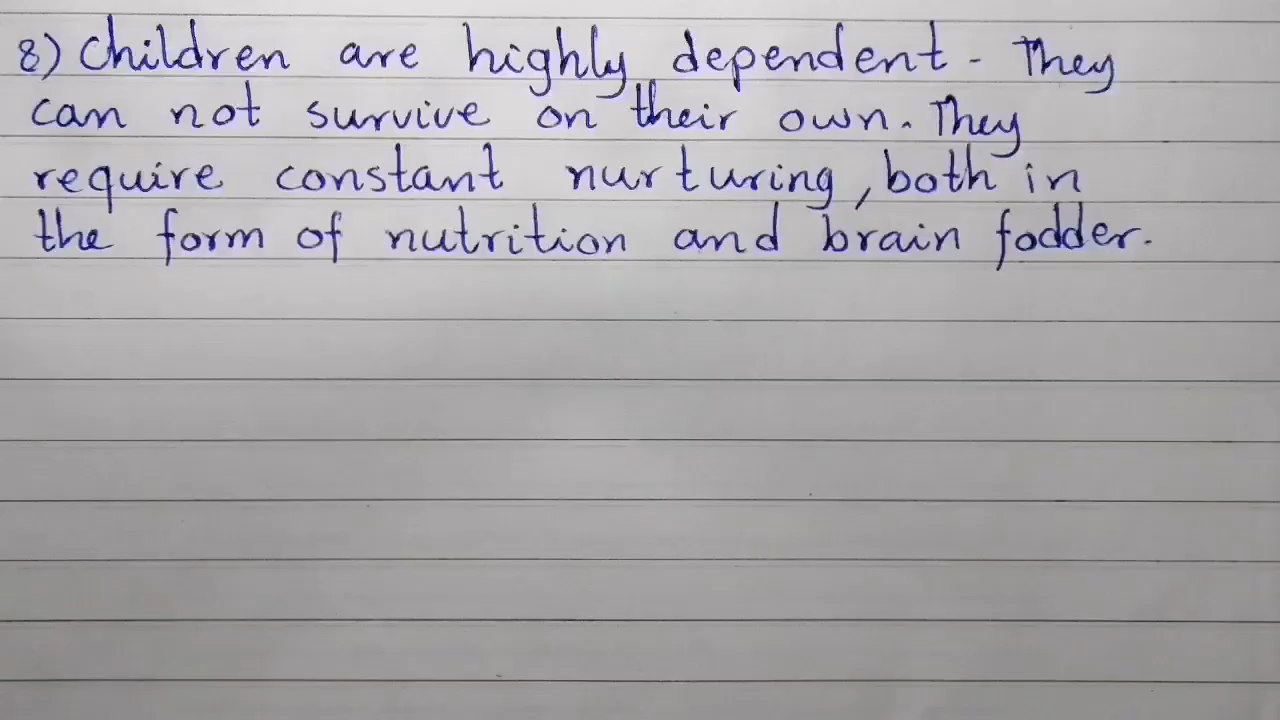 8) Children are highly dependent. They
can not survive on their own. They
require constant nurturing, both in
the form of nutrition and brain fodder.